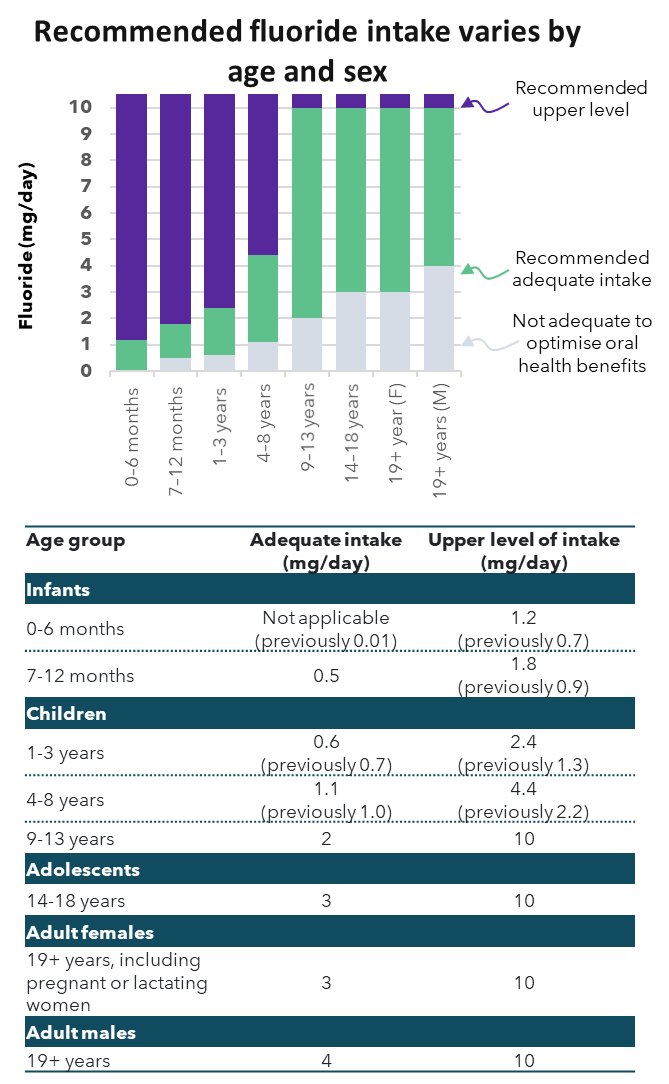 Recommended fluoride intake varies by
age and sex
Recommended
upper level
Recommended
adequate intake
Not adequate to
optimise oral
health benefits
Fluoride (mg/day)
10
9
8
7
6
5
4
3
2
1
0
0–6 months
7–12 months
1–3 years
4–8 years
9–13 years
14–18 years
19+ year (F)
19+ years (M)
Age group Adequate intake (mg/day) Upper level of intake (mg/day)
Infants
0-6 months Not applicable (previously 0.01) 1.2 (previously 0.7)
7-12 months 0.5 1.8 (previously 0.9)
Children
1-3 years 0.6 (previously 0.7) 2.4 (previously 1.3)
4-8 years 1.1 (previously 1.0) 4.4 (previously 2.2)
9-13 years 2 10
Adolescents
14-18 years 3 10
Adult females
19+ years, including pregnant or lactating women 3 10
Adult males
19+ years 4 10